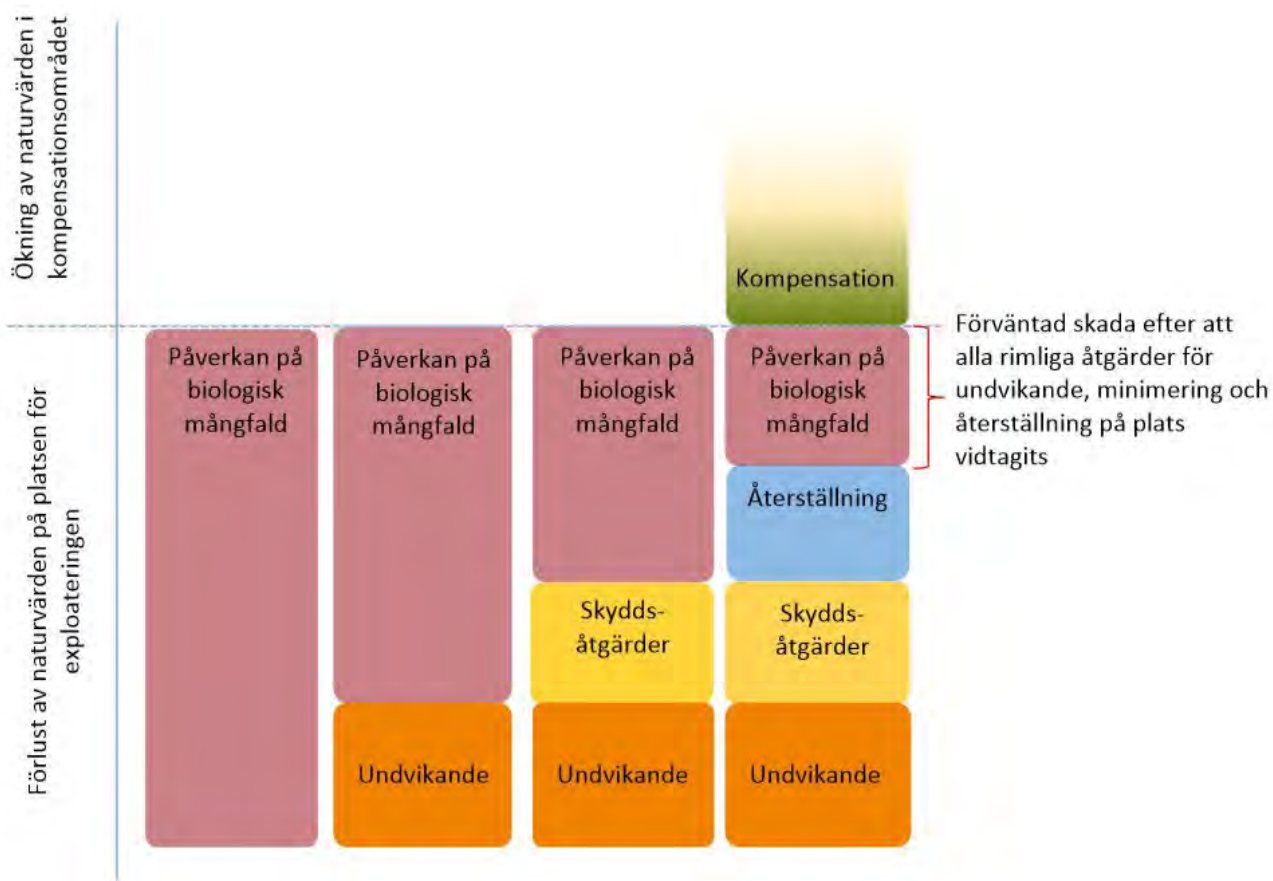 Ökning av naturvärden i
kompensationsområdet
Förlust av naturvärden på platsen för
exploateringen
Påverkan på
biologisk
mångfald
Påverkan på
biologisk
mångfald
Undvikande
Påverkan på
biologisk
mångfald
Skydds-
åtgärder
Undvikande
Kompensation
Påverkan på
biologisk
mångfald
Återställning
Skydds-
åtgärder
Undvikande
Förväntad skada efter att
alla rimliga åtgärder för
undvikande, minimering och
återställning på plats
vidtagits